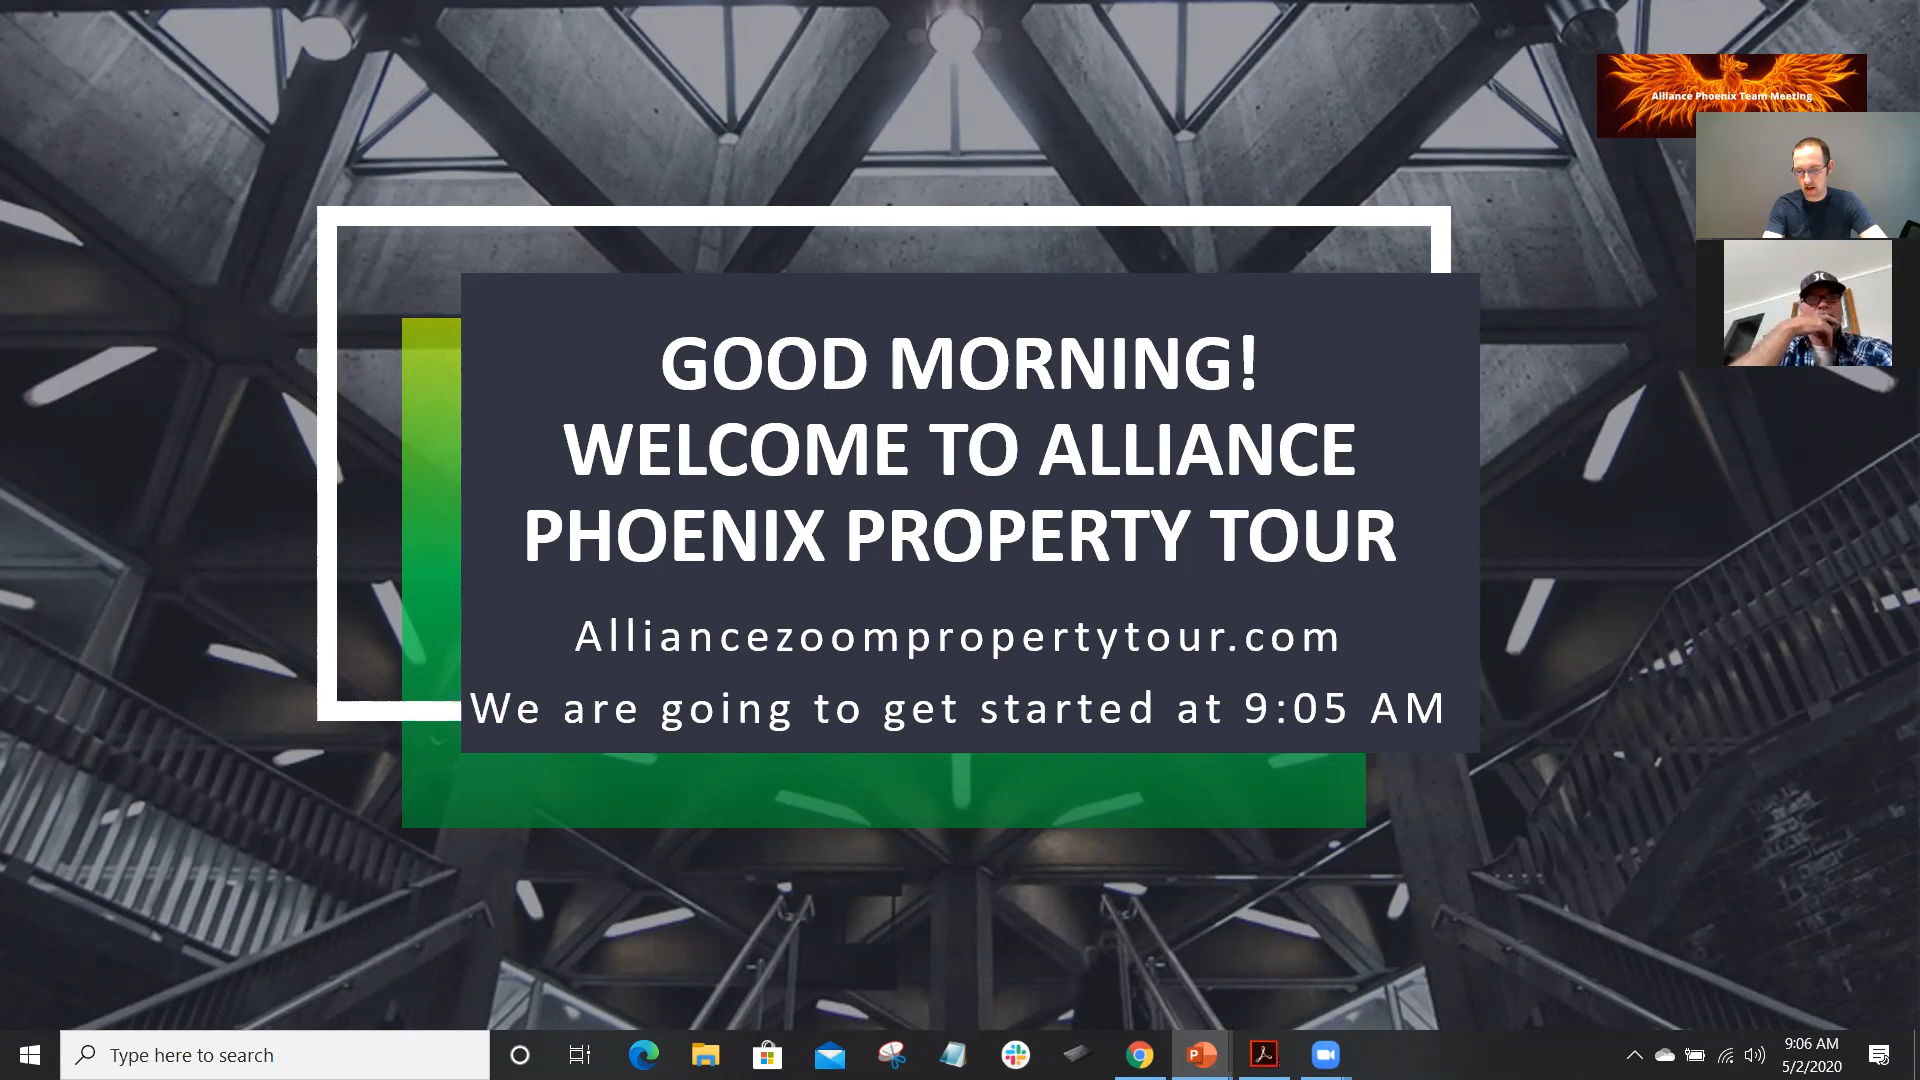 Alliance Phoenix Team Meeting
GOOD MORNING!
WELCOME TO ALLIANCE
PHOENIX PROPERTY TOUR
Alliancezoompropertytour.com
We are going to get started at 9:05 AM
Type here to search
9:06 AM
5/2/2020